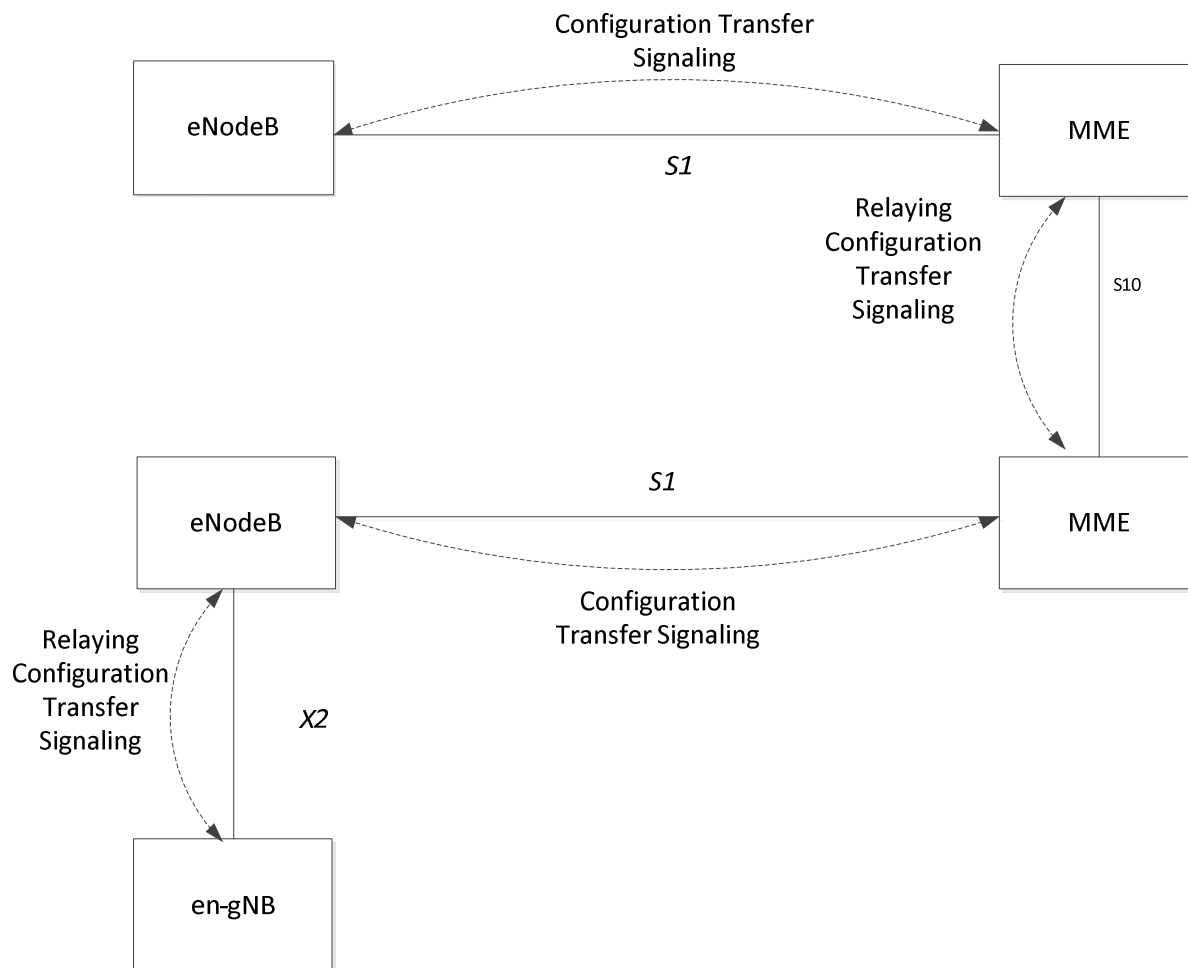 Configuration Transfer
Signaling
eNodeB
MME
S1
Relaying
Configuration
Transfer
Signaling
S10
S1
eNodeB
MME
Configuration
Transfer Signaling
Relaying
Configuration
Transfer
Signaling
X2
en-gNB